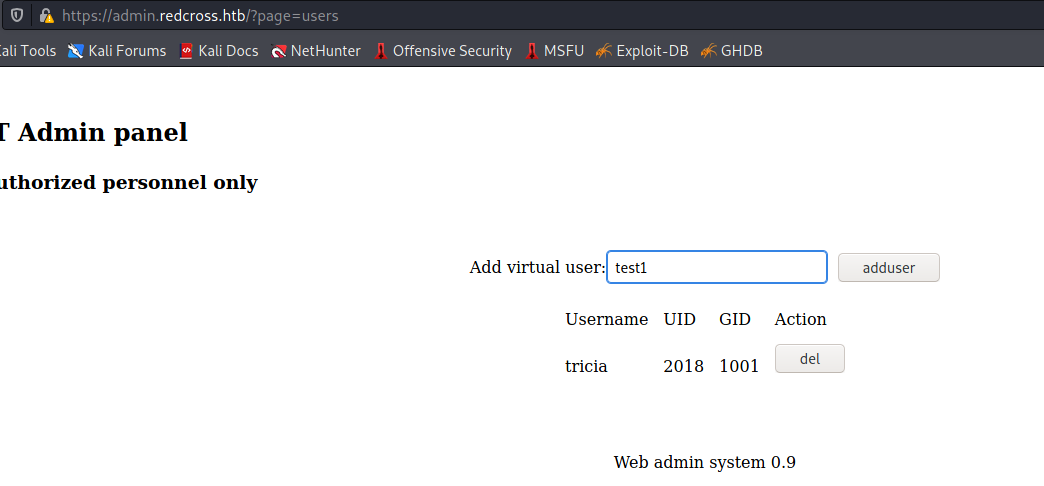 https://admin.redcross.htb/?page=users
ali Tools Kali Forums Kali Docs NetHunter Offensive Security MSFU Exploit-DB GHDB
T Admin panel
uthorized personnel only
Add virtual user: test1 adduser
Username UID GID Action
tricia 2018 1001 del
Web admin system 0.9